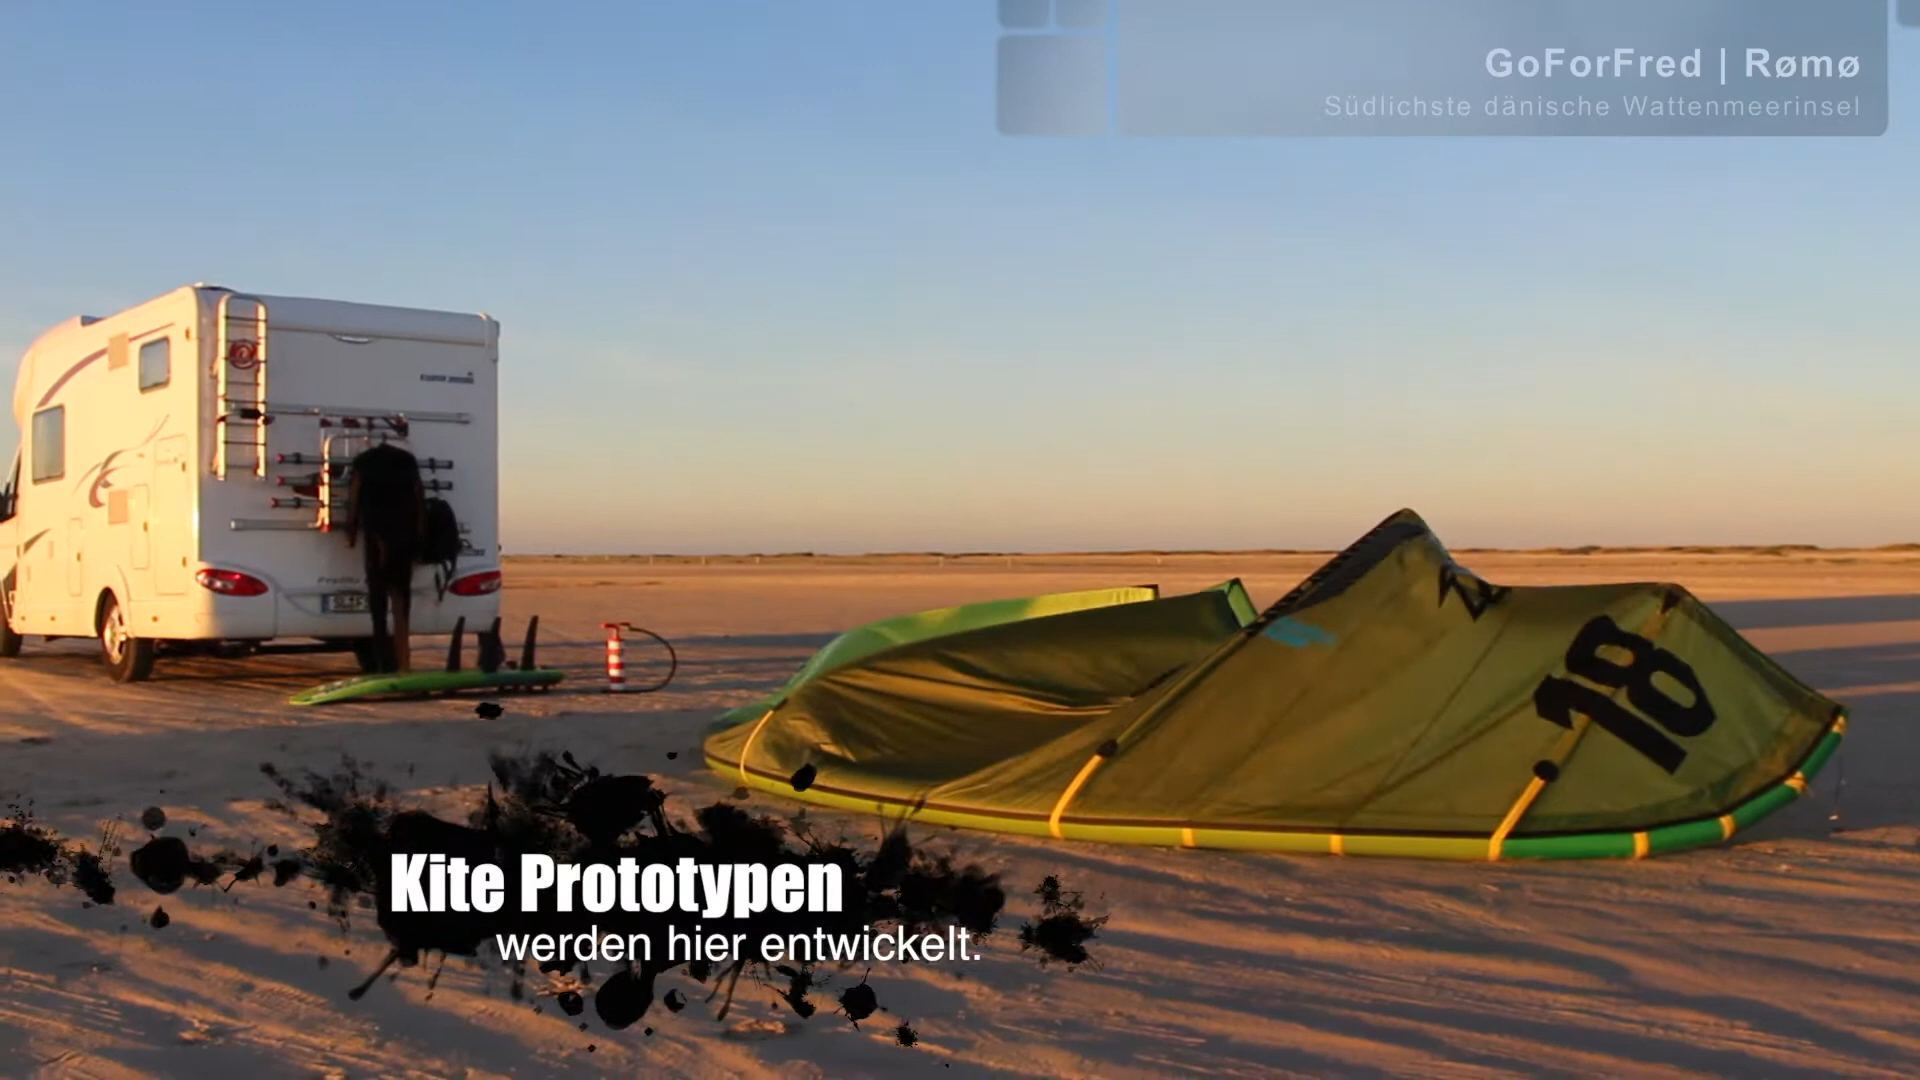 GoForFred | Rømø
Südlichste dänische Wattenmeerinsel
18
Kite Prototypen
werden hier entwickelt.